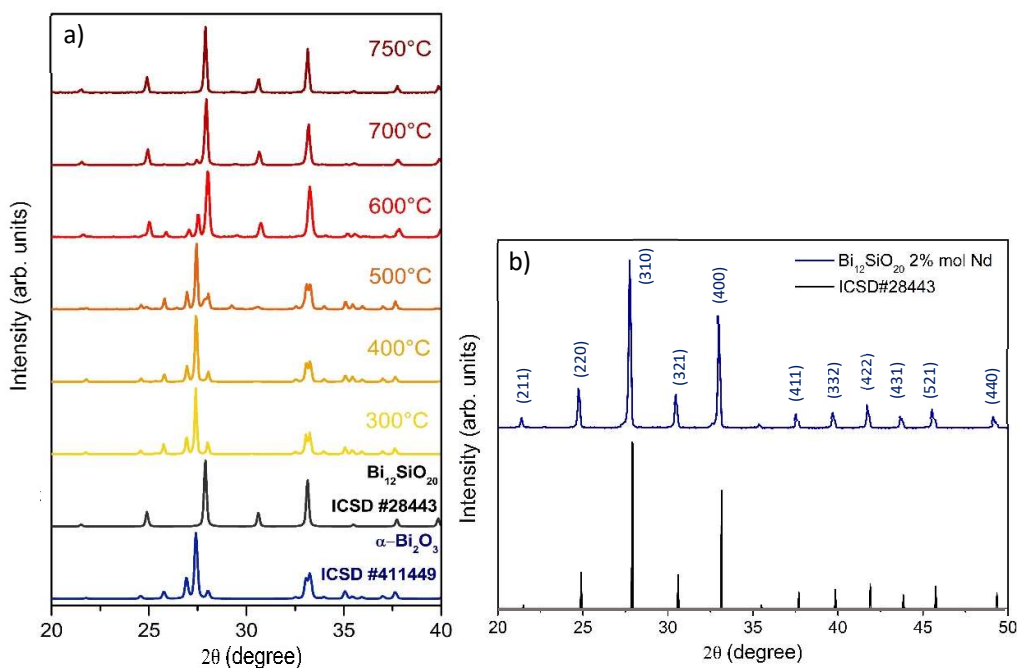 a)
750°C
700°C
600°C
500°C
400°C
300°C
Bi₁₂SiO₂₀
ICSD #28443
α–Bi₂O₃
ICSD #411449
Intensity (arb. units)
20 25 30 35 40
2θ (degree)
b)
Bi₁₂SiO₂₀ 2% mol Nd
ICSD#28443
(211)
(220)
(310)
(321)
(400)
(411)
(332)
(422)
(431)
(521)
(440)
Intensity (arb. units)
20 25 30 35 40 45 50
2θ (degree)